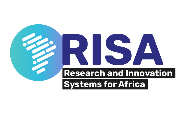 RISA
Research and Innovation
Systems for Africa